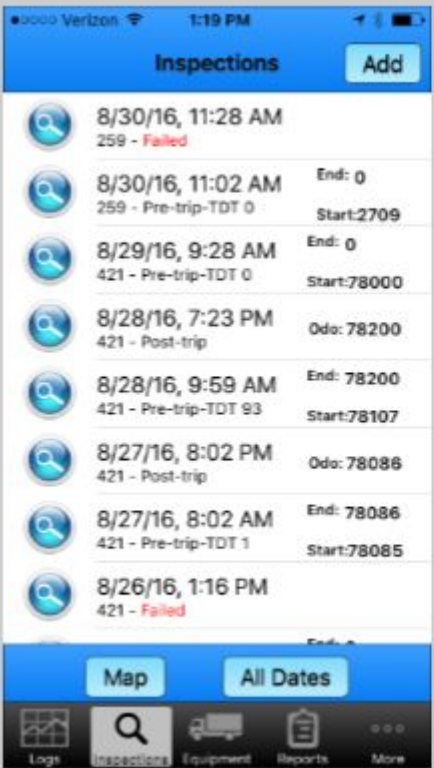 Verizon 1:19 PM
Inspections Add
8/30/16, 11:28 AM
259 - Failed
8/30/16, 11:02 AM End: 0
259 - Pre-trip-TDT 0 Start:2709
8/29/16, 9:28 AM End: 0
421 - Pre-trip-TDT 0 Start:78000
8/28/16, 7:23 PM Odo: 78200
421 - Post-trip
8/28/16, 9:59 AM End: 78200
421 - Pre-trip-TDT 93 Start:78107
8/27/16, 8:02 PM Odo: 78086
421 - Post-trip
8/27/16, 8:02 AM End: 78086
421 - Pre-trip-TDT 1 Start:78085
8/26/16, 1:16 PM
421 - Failed
Map All Dates
Logs Inspections Equipment Reports More